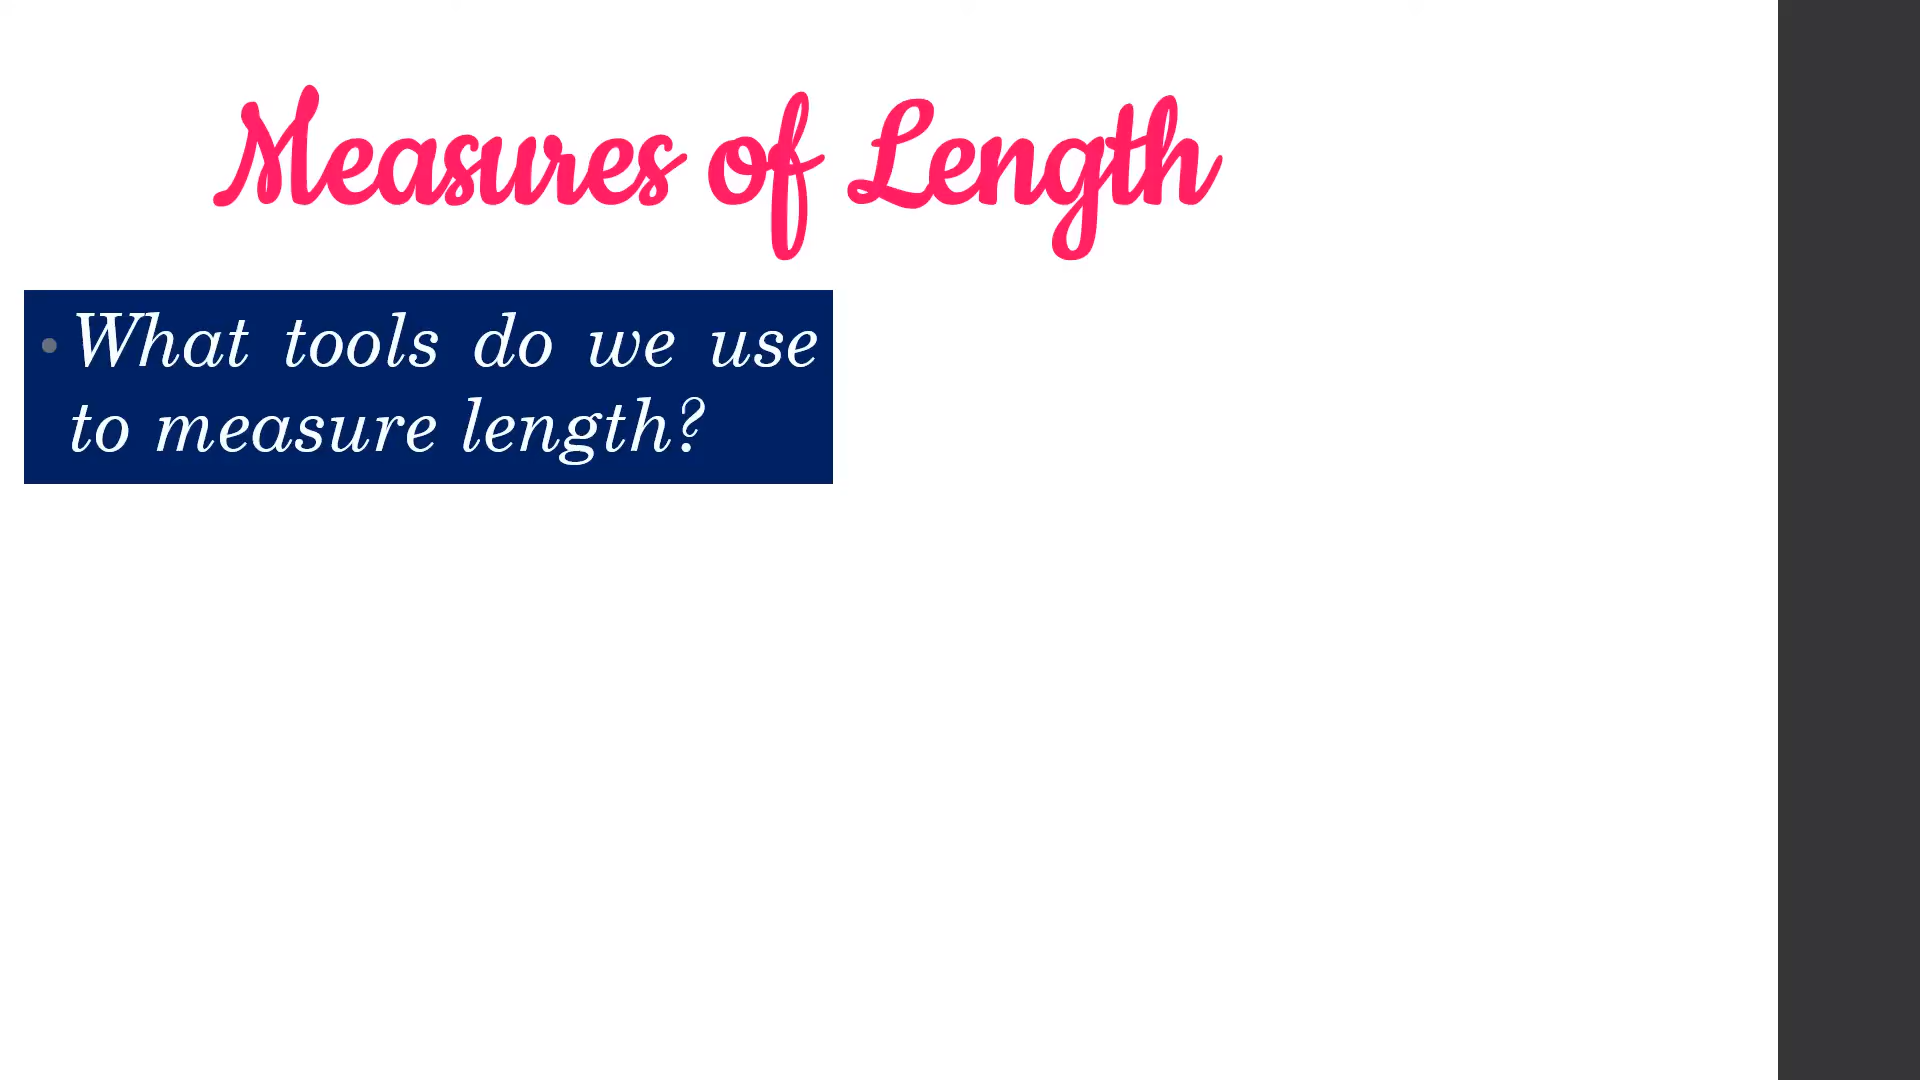 Measures of Length
• What tools do we use
to measure length?